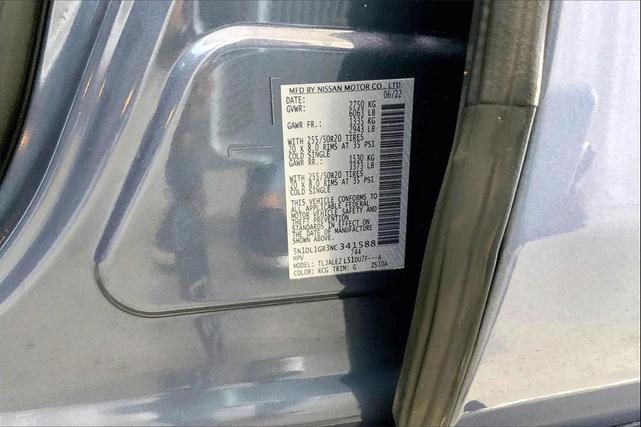 MFD BY NISSAN MOTOR CO., LTD.
DATE: 06/22
GVWR: 2750 KG
6063 LB
GAWR FR.: 1335 KG
2943 LB
WITH 255/50R20 TIRES
20 x 8.0 RIMS AT 35 PSI
COLD SINGLE
GAWR RR.: 1530 KG
3373 LB
WITH 255/50R20 TIRES
20 x 8.0 RIMS AT 35 PSI
COLD SINGLE
THIS VEHICLE CONFORMS TO
ALL APPLICABLE FEDERAL
MOTOR VEHICLE SAFETY AND
THEFT PREVENTION
STANDARDS IN EFFECT ON
THE DATE OF MANUFACTURE
SHOWN ABOVE.
5N1DL1GR3NC341588
MPV 744
MODEL: TLJALE2 L51DU7F---A
COLOR: KCG TRIM: G 2530A